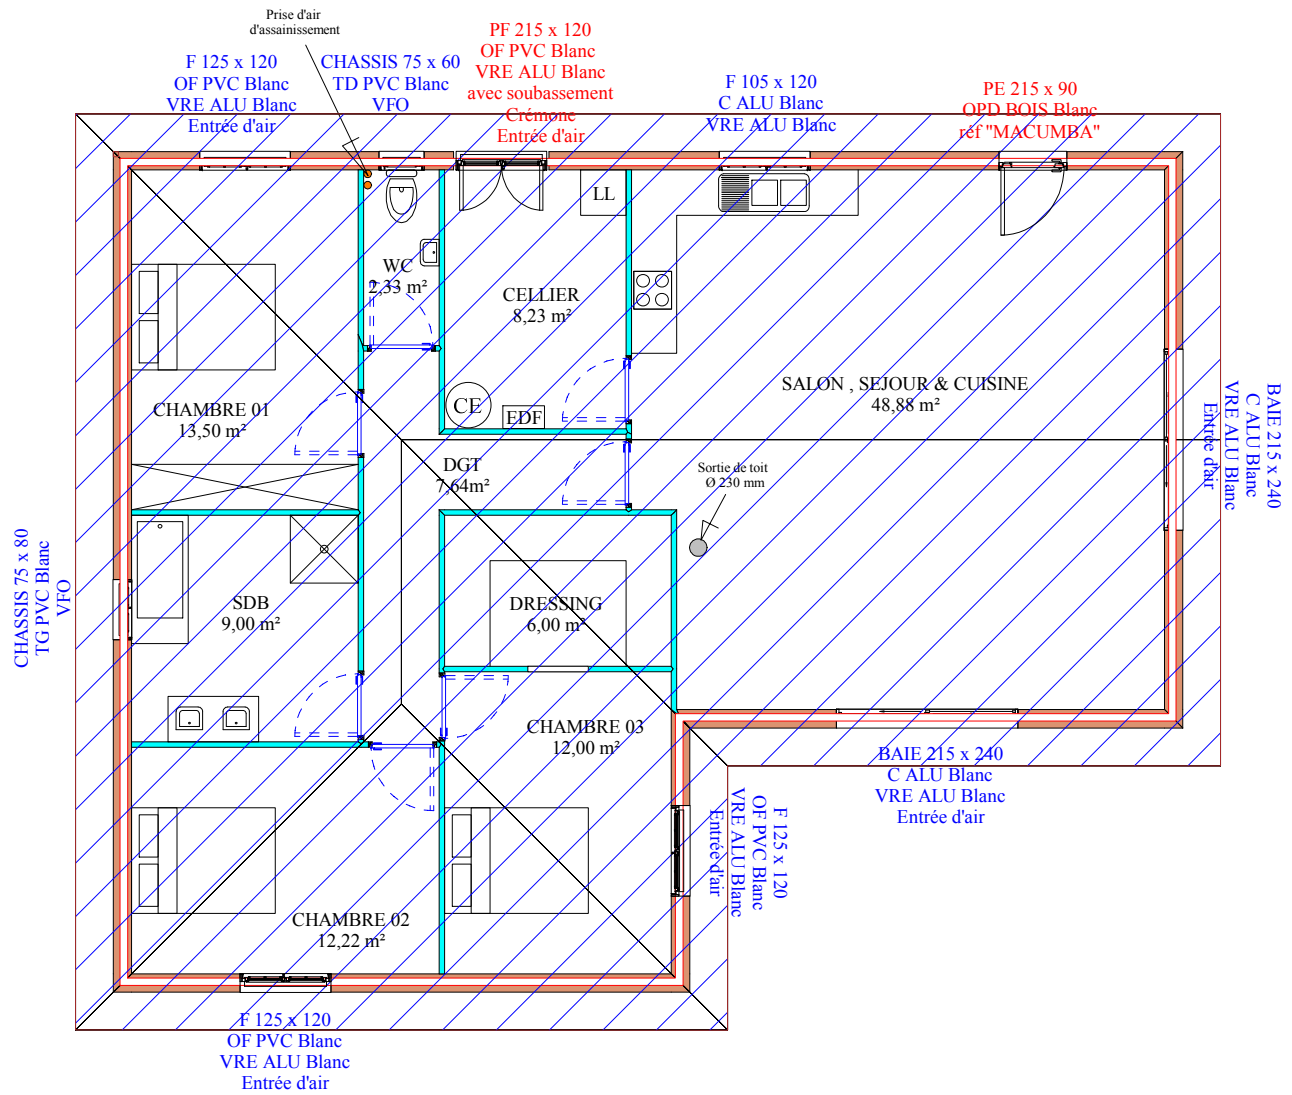 Prise d'air
d'assainissement
F 125 x 120
OF PVC Blanc
VRE ALU Blanc
Entrée d'air
CHASSIS 75 x 60
TD PVC Blanc
VFO
PF 215 x 120
OF PVC Blanc
VRE ALU Blanc
avec soubassement
Crémone
Entrée d'air
F 105 x 120
C ALU Blanc
VRE ALU Blanc
PE 215 x 90
OPD BOIS Blanc
réf "MACUMBA"
LL
WC
2,33 m²
CELLIER
8,23 m²
SALON , SEJOUR & CUISINE
48,88 m²
CHAMBRE 01
13,50 m²
CE
EDF
DGT
7,64m²
Sortie de toit
Ø 230 mm
BAIE 215 x 240
C ALU Blanc
VRE ALU Blanc
Entrée d'air
CHASSIS 75 x 80
TG PVC Blanc
VFO
SDB
9,00 m²
DRESSING
6,00 m²
CHAMBRE 03
12,00 m²
BAIE 215 x 240
C ALU Blanc
VRE ALU Blanc
Entrée d'air
F 125 x 120
OF PVC Blanc
VRE ALU Blanc
Entrée d'air
CHAMBRE 02
12,22 m²
F 125 x 120
OF PVC Blanc
VRE ALU Blanc
Entrée d'air